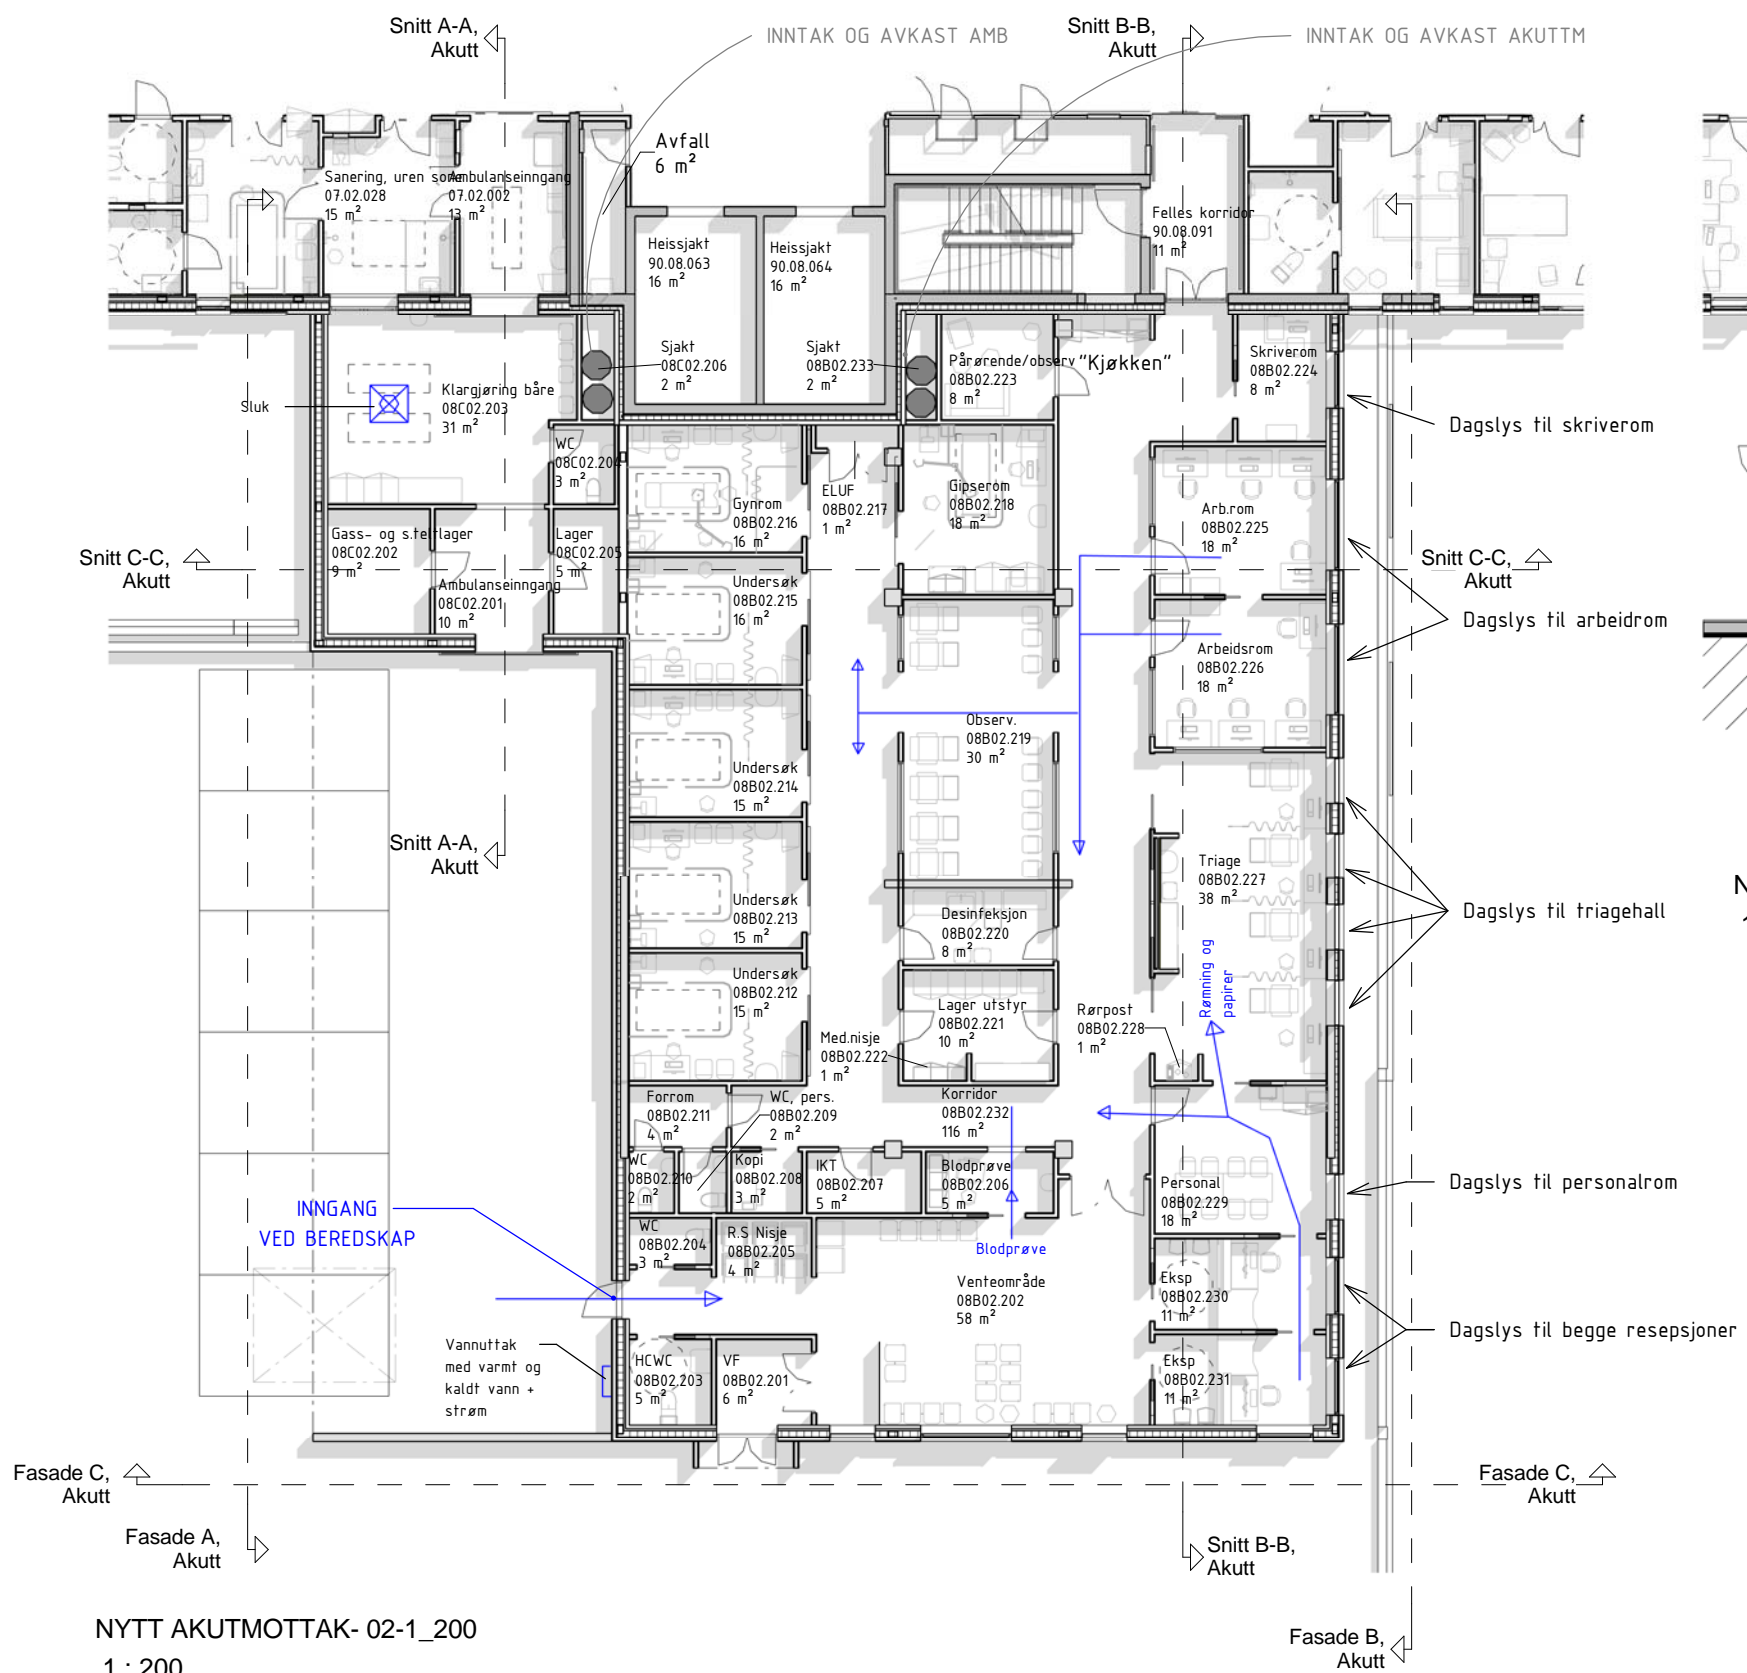 Snitt A-A,
Akutt
INNTAK OG AVKAST AMB
Snitt B-B,
Akutt
INNTAK OG AVKAST AKUTTM
Avfall
6 m²
Sanering, uren sone
07.02.028
15 m²
Ambulanseinngang
07.02.002
13 m²
Felles korridor
90.08.091
11 m²
Heissjakt
90.08.063
16 m²
Heissjakt
90.08.064
16 m²
Sjakt
08C02.206
2 m²
Sjakt
08B02.233
2 m²
Pårørende/observ
08B02.223
8 m²
"Kjøkken"
Skriverom
08B02.224
8 m²
Sluk
Klargjøring båre
08C02.203
31 m²
Dagslys til skriverom
WC
08C02.204
3 m²
Gynrom
08B02.216
16 m²
ELUF
08B02.217
1 m²
Gipserom
08B02.218
18 m²
Arb.rom
08B02.225
18 m²
Gass- og s.teltlager
08C02.202
9 m²
Lager
08C02.205
5 m²
Snitt C-C,
Akutt
Snitt C-C,
Akutt
Ambulanseinngang
08C02.201
10 m²
Undersøk
08B02.215
16 m²
Dagslys til arbeidrom
Arbeidsrom
08B02.226
18 m²
Observ.
08B02.219
30 m²
Undersøk
08B02.214
15 m²
Snitt A-A,
Akutt
Triage
08B02.227
38 m²
Undersøk
08B02.213
15 m²
Desinfeksjon
08B02.220
8 m²
Dagslys til triagehall
Rømning og
papirer
Undersøk
08B02.212
15 m²
Lager utstyr
08B02.221
10 m²
Rørpost
08B02.228
1 m²
Med.nisje
08B02.222
1 m²
Forrom
08B02.211
4 m²
WC, pers.
08B02.209
2 m²
Korridor
08B02.232
116 m²
WC
08B02.210
2 m²
Kopi
08B02.208
3 m²
IKT
08B02.207
5 m²
Blodprøve
08B02.206
5 m²
Personal
08B02.229
18 m²
Dagslys til personalrom
INNGANG
VED BEREDSKAP
WC
08B02.204
3 m²
R.S Nisje
08B02.205
4 m²
Blodprøve
Venteområde
08B02.202
58 m²
Eksp
08B02.230
11 m²
Dagslys til begge resepsjoner
Vannuttak
med varmt og
kaldt vann +
strøm
HCWC
08B02.203
5 m²
VF
08B02.201
6 m²
Eksp
08B02.231
11 m²
Fasade C,
Akutt
Fasade C,
Akutt
Fasade A,
Akutt
Snitt B-B,
Akutt
NYTT AKUTMOTTAK- 02-1_200
1 : 200
Fasade B,
Akutt